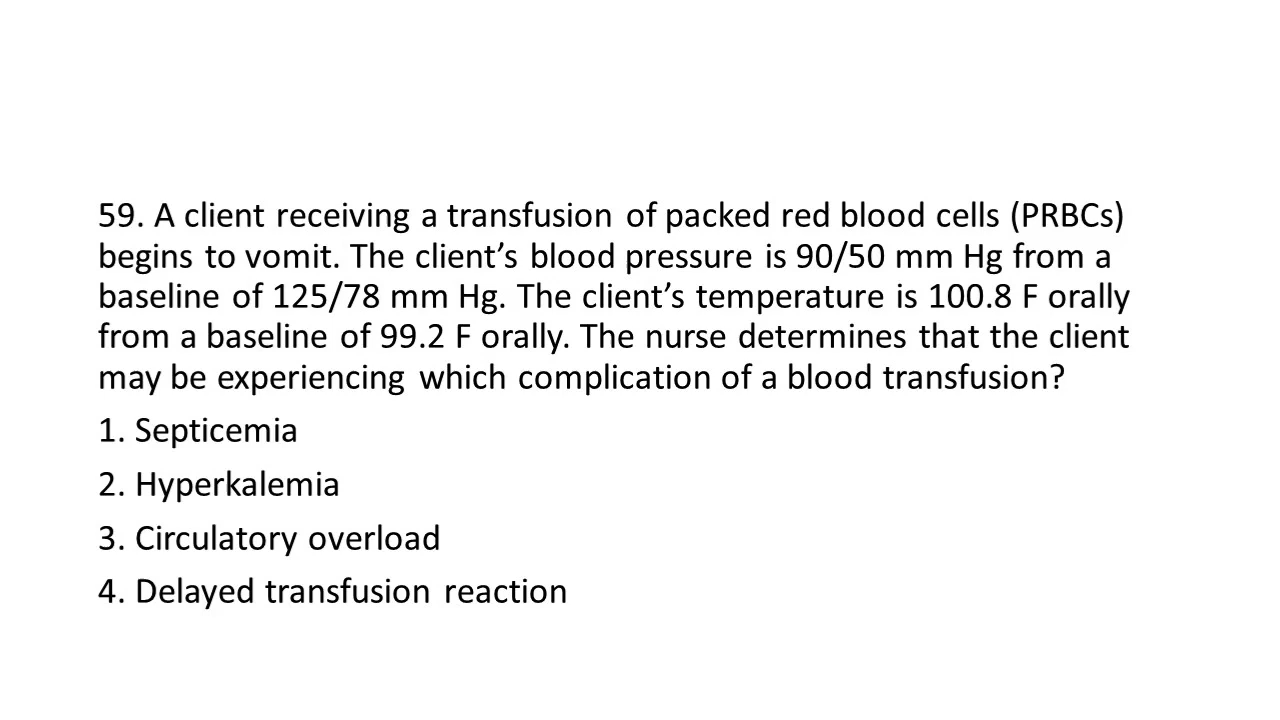 59. A client receiving a transfusion of packed red blood cells (PRBCs)
begins to vomit. The client’s blood pressure is 90/50 mm Hg from a
baseline of 125/78 mm Hg. The client’s temperature is 100.8 F orally
from a baseline of 99.2 F orally. The nurse determines that the client
may be experiencing which complication of a blood transfusion?
1. Septicemia
2. Hyperkalemia
3. Circulatory overload
4. Delayed transfusion reaction